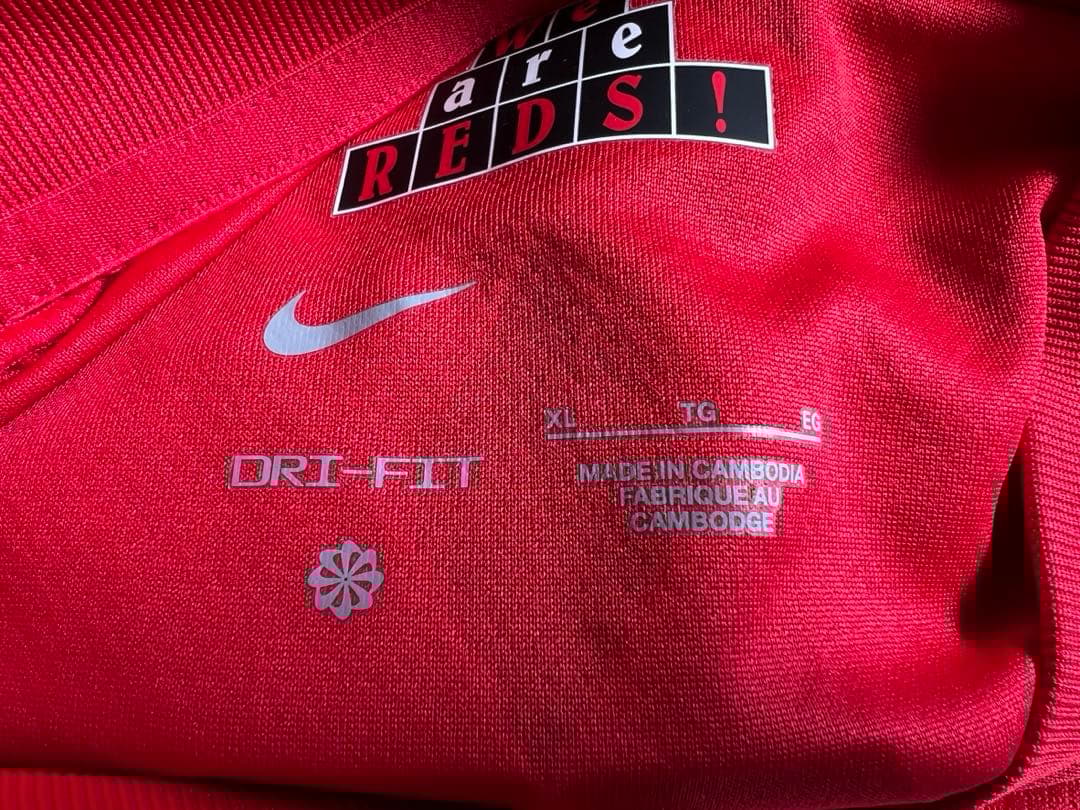 we
are
REDS!
XL TG EG
DRI-FIT
MADE IN CAMBODIA
FABRIQUE AU
CAMBODGE